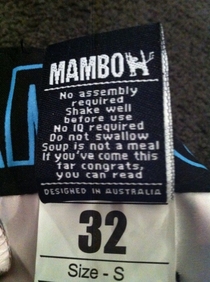 MAMBO
No assembly
required
Shake well
before use
No IQ required
Do not swallow
Soup is not a meal
If you've come this
far congrats,
you can read
DESIGNED IN AUSTRALIA
32
Size - S